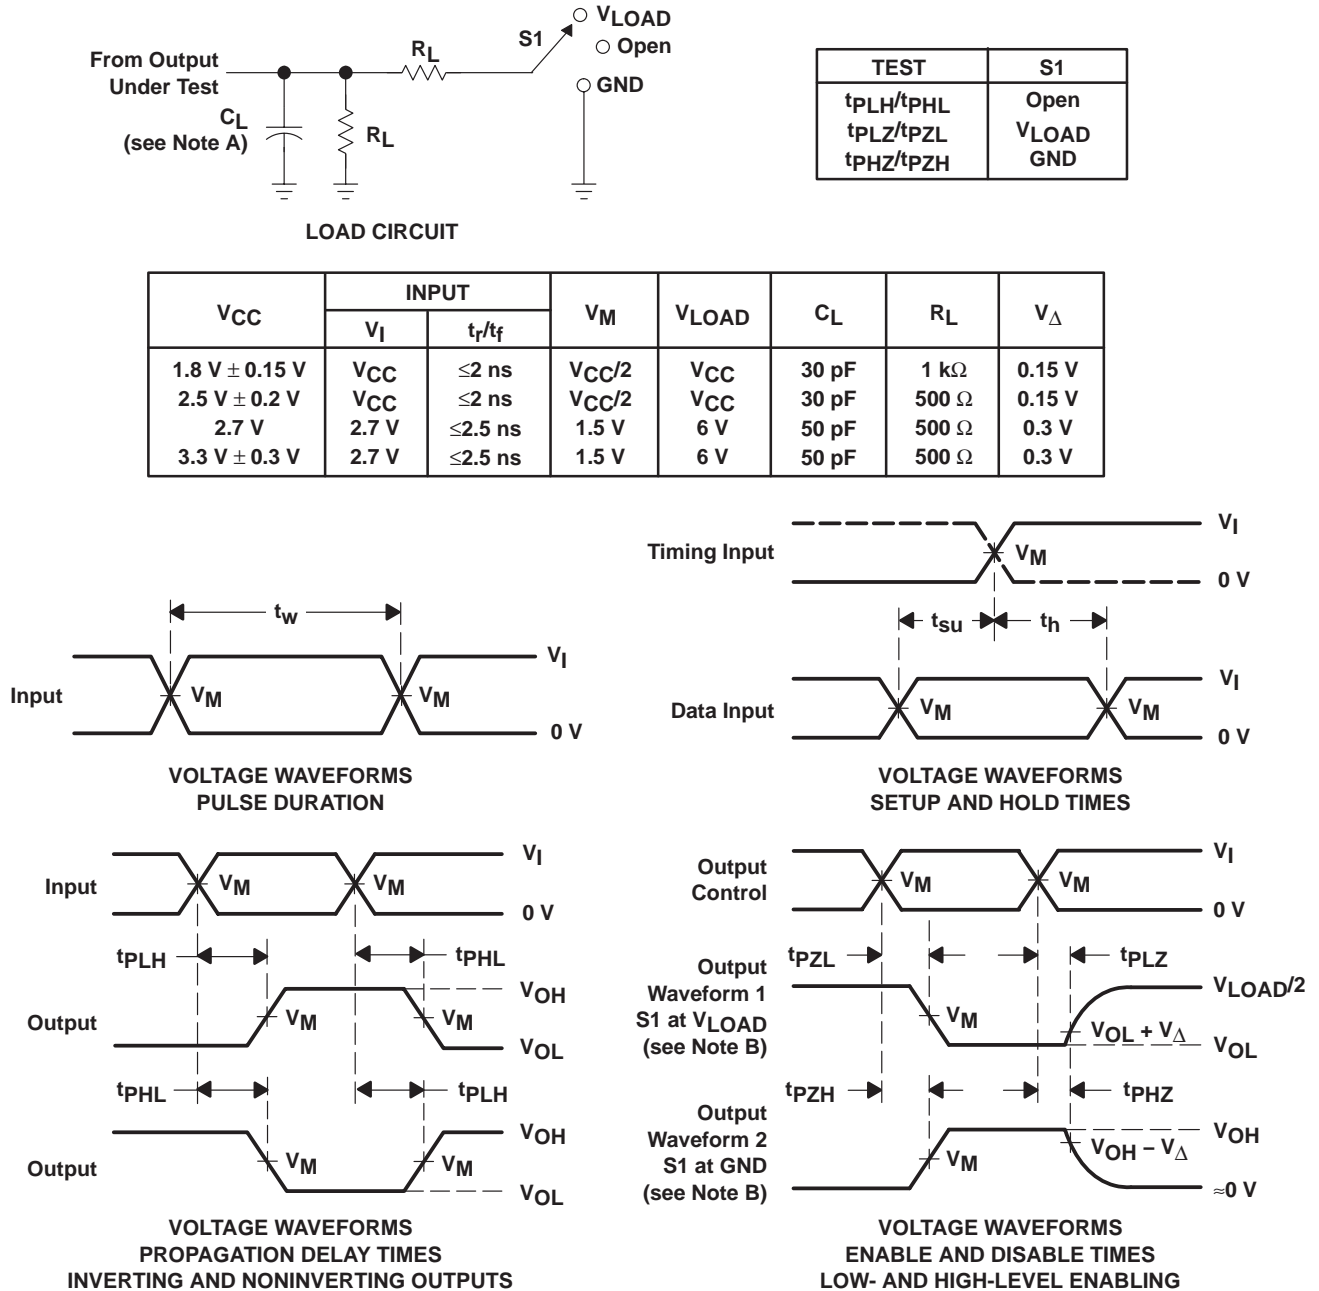 VLOAD
S1
Open
RL
From Output
Under Test
GND
CL
(see Note A)
RL
LOAD CIRCUIT
TEST S1
tPLH/tPHL Open
tPLZ/tPZL VLOAD
tPHZ/tPZH GND
VCC INPUT VM VLOAD CL RL VΔ
VI tr/tf
1.8 V ± 0.15 V VCC ≤2 ns VCC/2 VCC 30 pF 1 kΩ 0.15 V
2.5 V ± 0.2 V VCC ≤2 ns VCC/2 VCC 30 pF 500 Ω 0.15 V
2.7 V 2.7 V ≤2.5 ns 1.5 V 6 V 50 pF 500 Ω 0.3 V
3.3 V ± 0.3 V 2.7 V ≤2.5 ns 1.5 V 6 V 50 pF 500 Ω 0.3 V
tw
VI
Input VM VM
0 V
VOLTAGE WAVEFORMS
PULSE DURATION
VI
Timing Input VM
0 V
tsu th
VI
Data Input VM VM
0 V
VOLTAGE WAVEFORMS
SETUP AND HOLD TIMES
VI
Input VM VM
0 V
tPLH tPHL
VOH
Output VM VM
VOL
tPHL tPLH
VOH
Output VM VM
VOL
VOLTAGE WAVEFORMS
PROPAGATION DELAY TIMES
INVERTING AND NONINVERTING OUTPUTS
VI
Output
Control VM VM
0 V
tPZL tPLZ
Output
Waveform 1
S1 at VLOAD
(see Note B)
VLOAD/2
VM VOL + VΔ
VOL
tPZH tPHZ
Output
Waveform 2
S1 at GND
(see Note B)
VOH
VM VOH − VΔ
≈0 V
VOLTAGE WAVEFORMS
ENABLE AND DISABLE TIMES
LOW- AND HIGH-LEVEL ENABLING